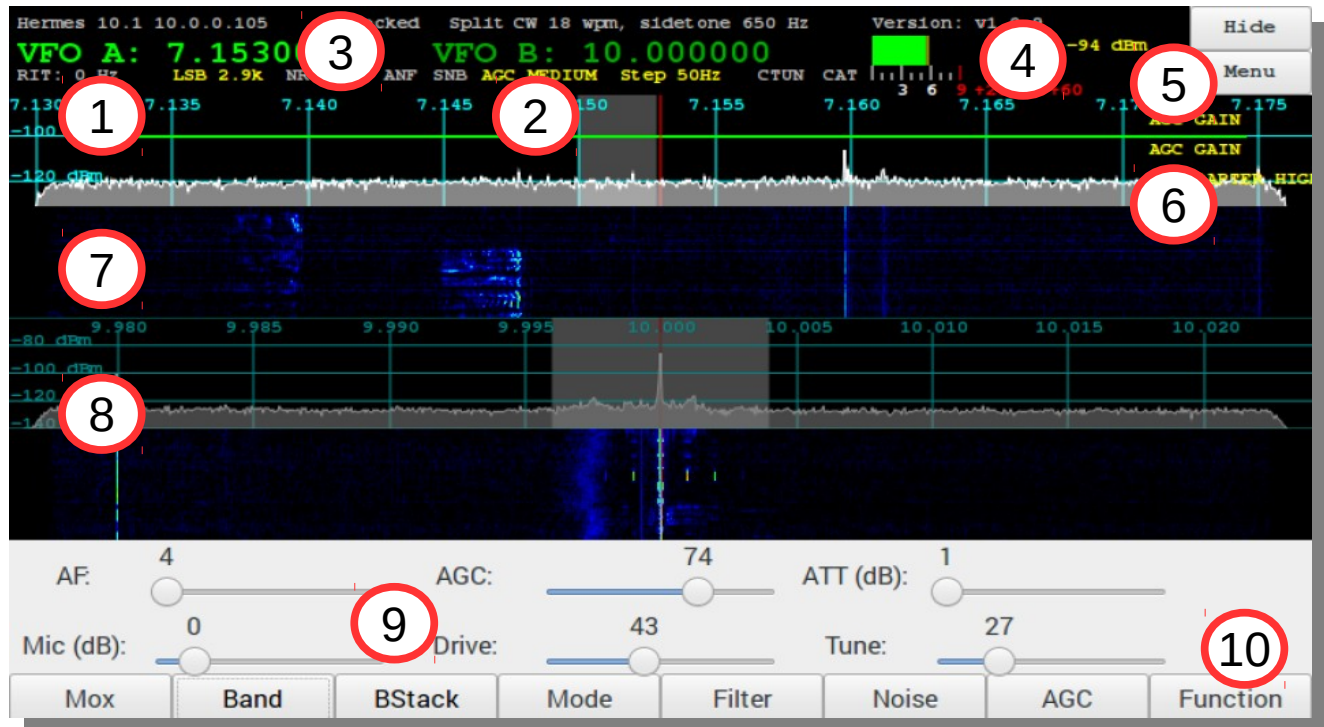 Hermes 10.1 10.0.0.105 cked Split CW 18 wpm, sidetone 650 Hz Version: Hide
VFO A: 7.1530 3 VFO B: 10.000000 4 -94 dBm
RIT: 0 Hz LSB 2.9k ANF SNB AGC MEDIUM Step 50Hz CTUN CAT 3 6 9 60 5 Menu
7.130 7.135 7.140 7.145 150 7.155 7.160 7.165 7.1 7.175
1 2 GAIN
-100
AGC GAIN
-120 dBm HIG
6
7
9.980 9.985 9.990 9.995 10.000 10.005 10.010 10.015 10.020
-80 dBm
-100 dBm
-120
8
-140
4 74 1
AF: AGC: ATT (dB):
0 9 43 27
Mic (dB): Drive: Tune: 10
Mox Band BStack Mode Filter Noise AGC Function